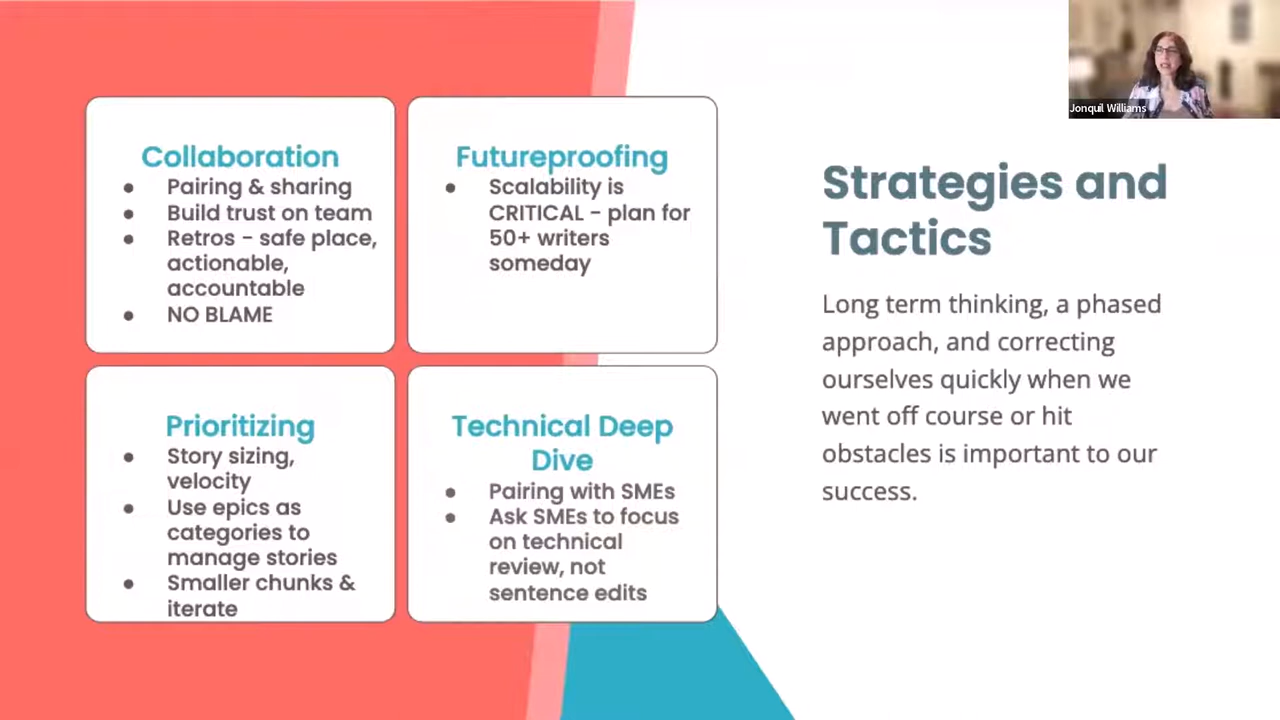 Collaboration
● Pairing & sharing
● Build trust on team
● Retros - safe place,
actionable,
accountable
● NO BLAME
Futureproofing
● Scalability is
CRITICAL - plan for
50+ writers
someday
Prioritizing
● Story sizing,
velocity
● Use epics as
categories to
manage stories
● Smaller chunks &
iterate
Technical Deep
Dive
● Pairing with SMEs
● Ask SMEs to focus
on technical
review, not
sentence edits
Jonquil Williams
Strategies and
Tactics
Long term thinking, a phased
approach, and correcting
ourselves quickly when we
went off course or hit
obstacles is important to our
success.